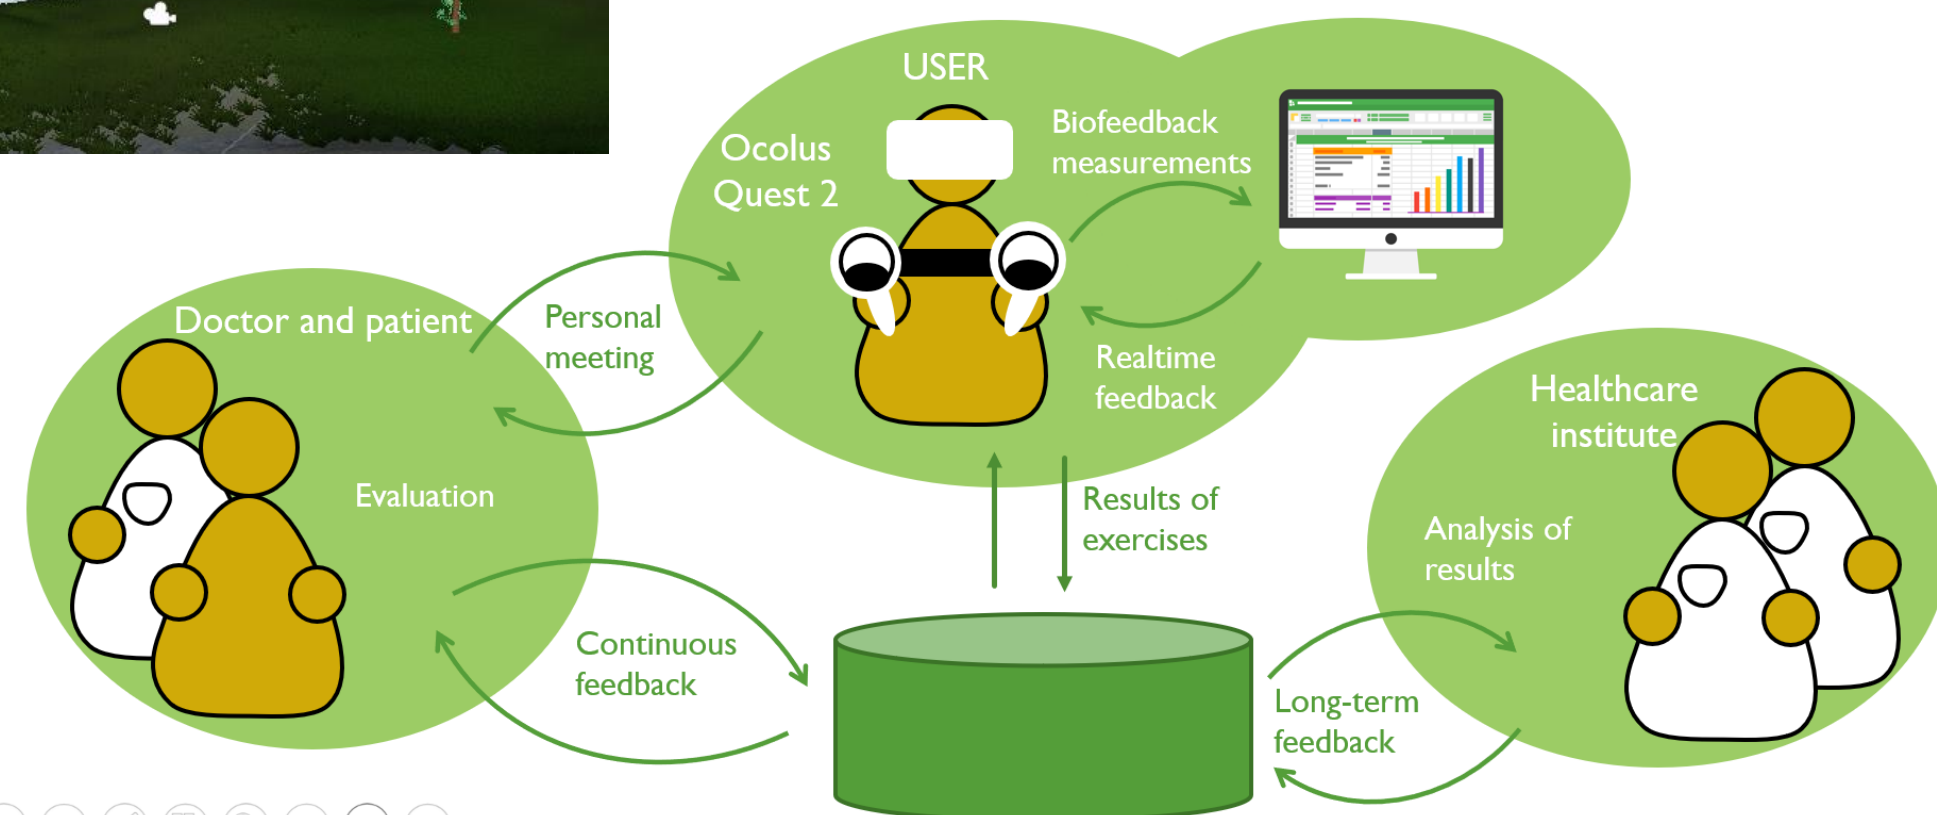 USER
Ocolus
Quest 2
Biofeedback
measurements
Realtime
feedback
Personal
meeting
Doctor and patient
Evaluation
Continuous
feedback
Results of
exercises
Healthcare
institute
Analysis of
results
Long-term
feedback